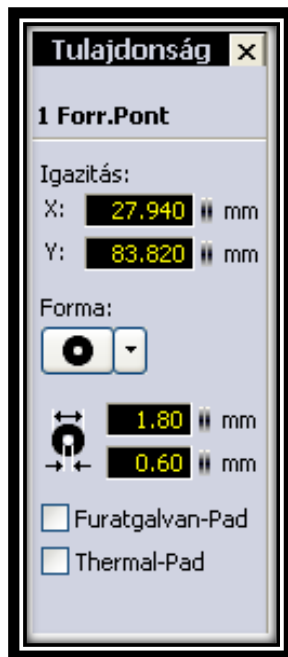 Tulajdonság
1 Forr.Pont
Igazitás:
X: 27.940 mm
Y: 83.820 mm
Forma:
1.80 mm
0.60 mm
Furatgalvan-Pad
Thermal-Pad